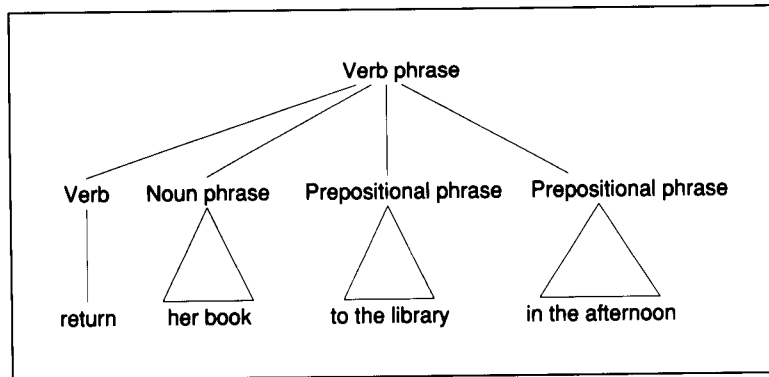 Verb phrase
Verb Noun phrase Prepositional phrase Prepositional phrase
return her book to the library in the afternoon